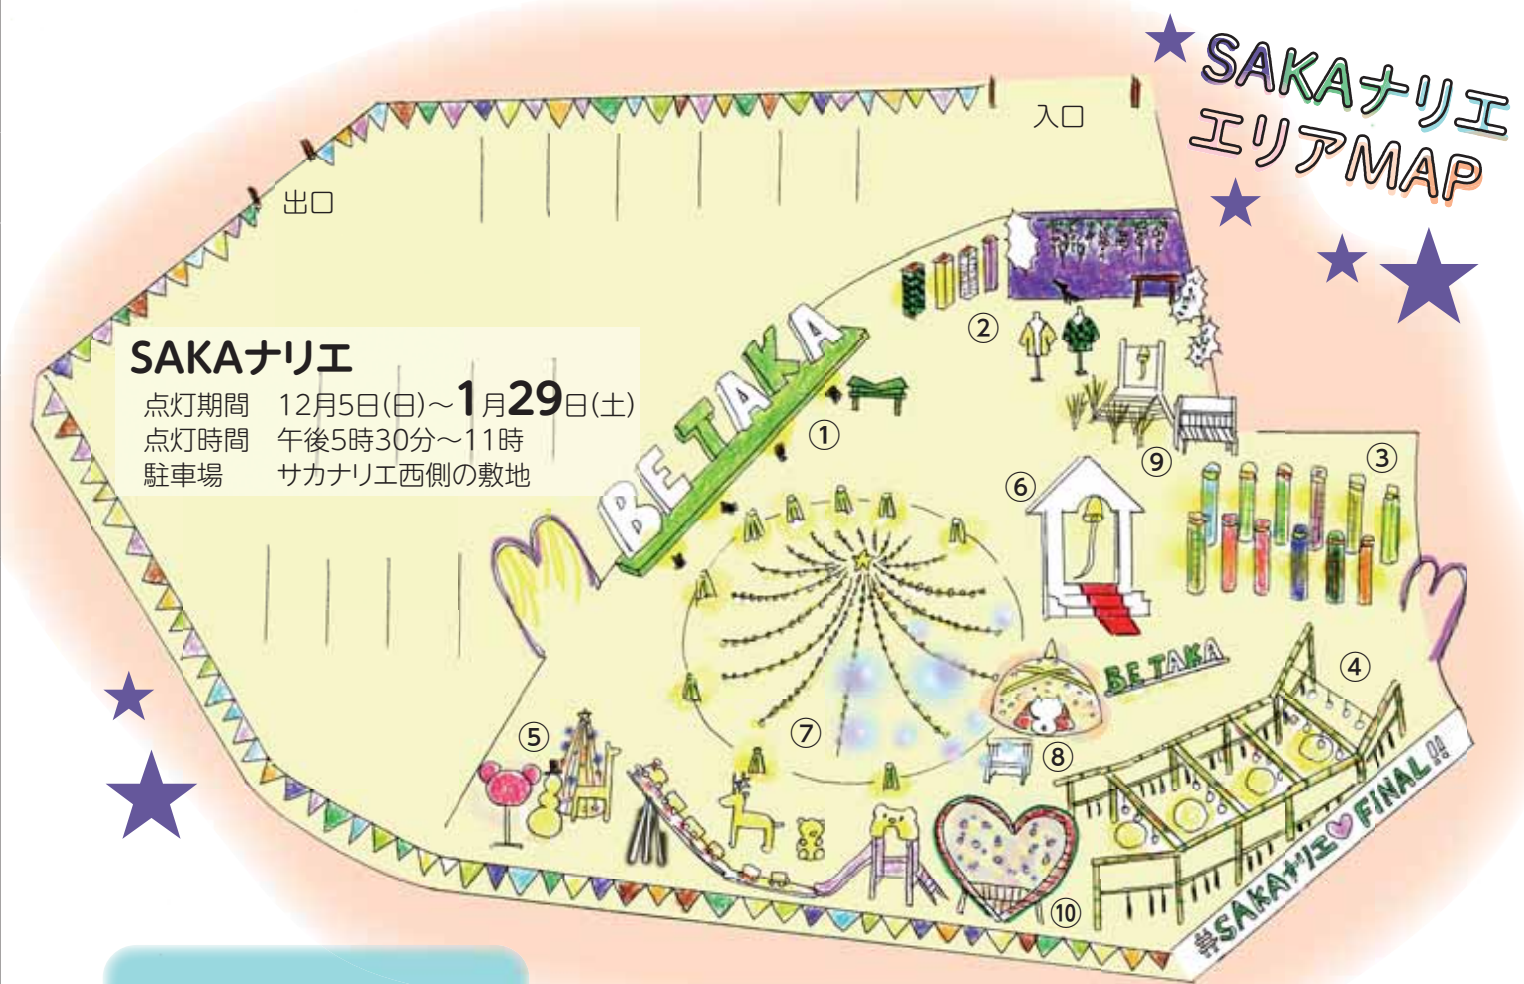 SAKAナリエ
エリアMAP
入口
出口
SAKAナリエ
点灯期間 12月5日(日)～1月29日(土)
点灯時間 午後5時30分～11時
駐車場 サカナリエ西側の敷地
BETAKA
②
①
⑨
③
⑥
BE TAKA
④
⑤
⑦
⑧
⑩
#SAKAナリエ♡FINAL!!